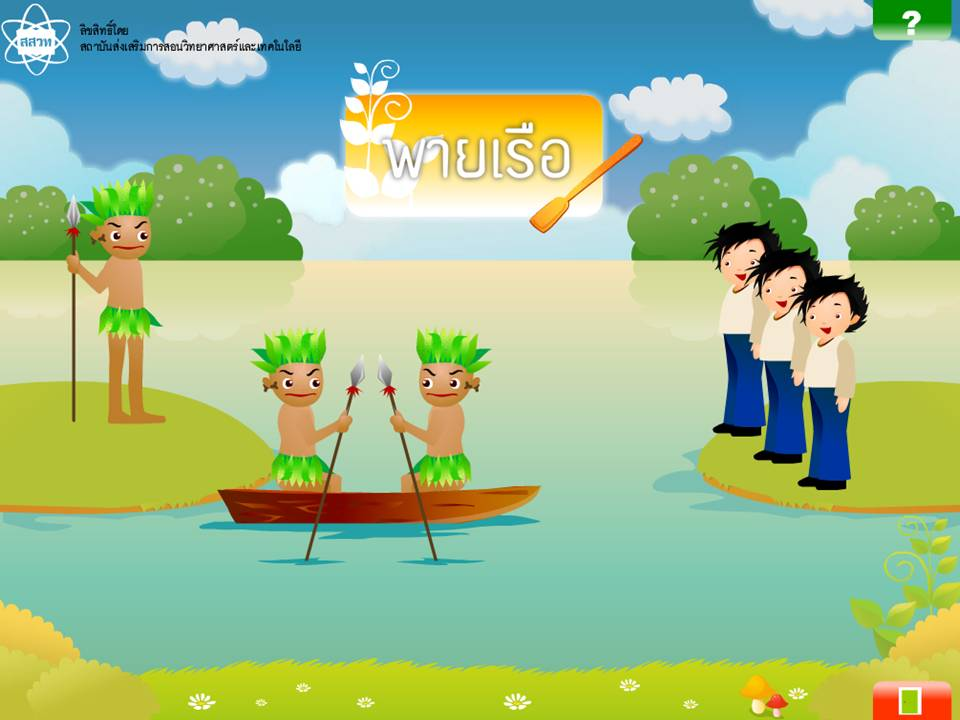 สสวท
ลิขสิทธิ์โดย
สถาบันส่งเสริมการสอนวิทยาศาสตร์และเทคโนโลยี
?
พายเรือ